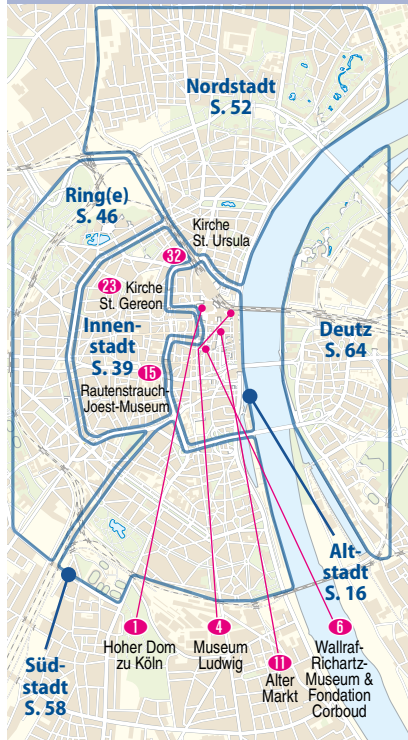 Nordstadt
S. 52
Ring(e)
S. 46
Kirche
St. Ursula
32
23 Kirche
St. Gereon
Innen-
stadt
S. 39
15
Rautenstrauch-
Joest-Museum
Deutz
S. 64
Alt-
stadt
S. 16
Süd-
stadt
S. 58
1
Hoher Dom
zu Köln
4
Museum
Ludwig
11
Alter
Markt
6
Wallraf-
Richartz-
Museum &
Fondation
Corboud